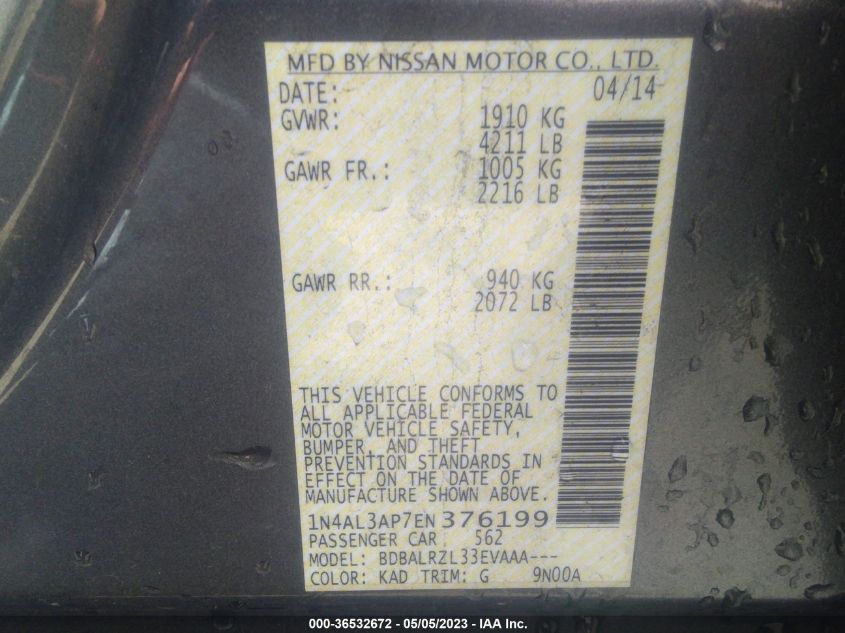 MFD BY NISSAN MOTOR CO., LTD.
DATE: 04/14
GVWR: 1910 KG
4211 LB
GAWR FR.: 1005 KG
2216 LB
GAWR RR.: 940 KG
2072 LB
THIS VEHICLE CONFORMS TO
ALL APPLICABLE FEDERAL
MOTOR VEHICLE SAFETY,
BUMPER, AND THEFT
PREVENTION STANDARDS IN
EFFECT ON THE DATE OF
MANUFACTURE SHOWN ABOVE.
1N4AL3AP7EN376199
PASSENGER CAR 562
MODEL: BDBALRZL33EVAAA---
COLOR: KAD TRIM: G 9N00A
000-36532672 - 05/05/2023 - IAA Inc.